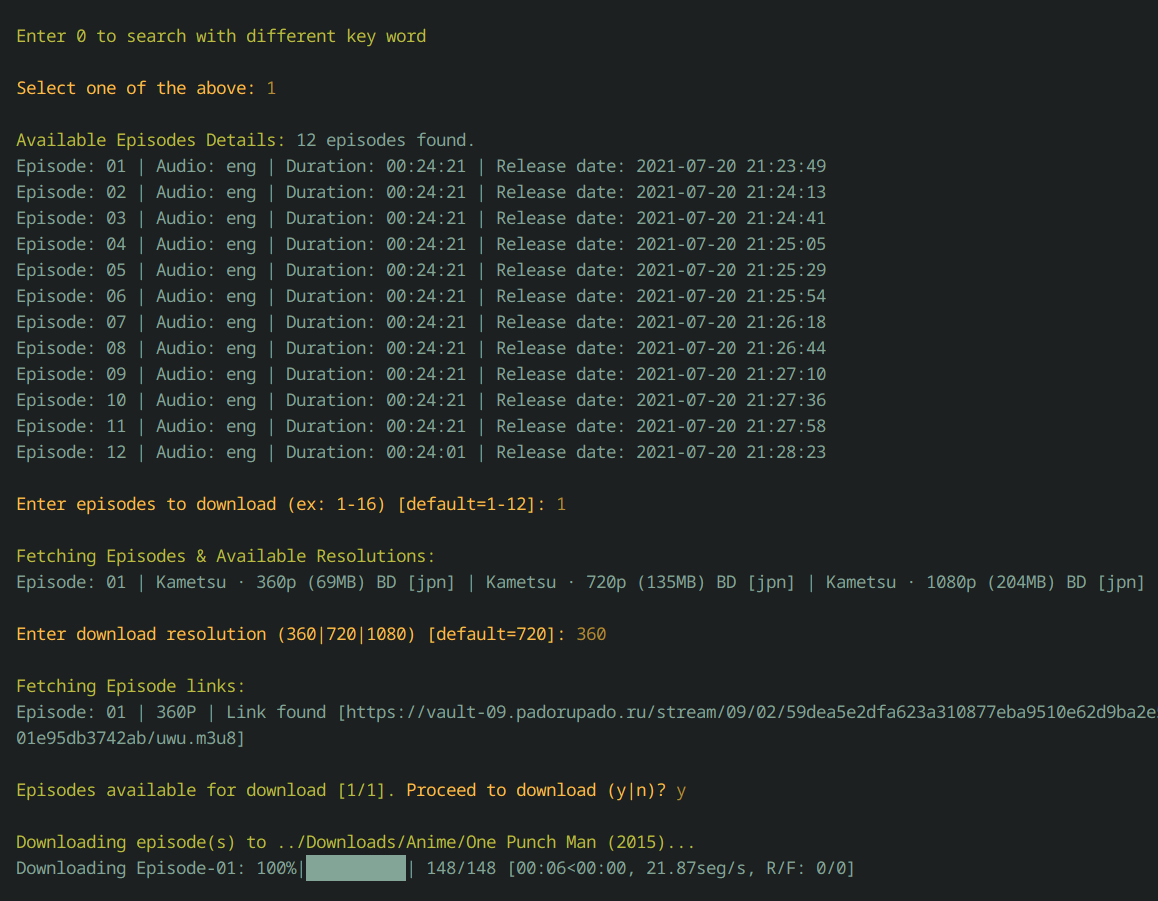 Enter 0 to search with different key word
Select one of the above: 1
Available Episodes Details: 12 episodes found.
Episode: 01 | Audio: eng | Duration: 00:24:21 | Release date: 2021-07-20 21:23:49
Episode: 02 | Audio: eng | Duration: 00:24:21 | Release date: 2021-07-20 21:24:13
Episode: 03 | Audio: eng | Duration: 00:24:21 | Release date: 2021-07-20 21:24:41
Episode: 04 | Audio: eng | Duration: 00:24:21 | Release date: 2021-07-20 21:25:05
Episode: 05 | Audio: eng | Duration: 00:24:21 | Release date: 2021-07-20 21:25:29
Episode: 06 | Audio: eng | Duration: 00:24:21 | Release date: 2021-07-20 21:25:54
Episode: 07 | Audio: eng | Duration: 00:24:21 | Release date: 2021-07-20 21:26:18
Episode: 08 | Audio: eng | Duration: 00:24:21 | Release date: 2021-07-20 21:26:44
Episode: 09 | Audio: eng | Duration: 00:24:21 | Release date: 2021-07-20 21:27:10
Episode: 10 | Audio: eng | Duration: 00:24:21 | Release date: 2021-07-20 21:27:36
Episode: 11 | Audio: eng | Duration: 00:24:21 | Release date: 2021-07-20 21:27:58
Episode: 12 | Audio: eng | Duration: 00:24:01 | Release date: 2021-07-20 21:28:23
Enter episodes to download (ex: 1-16) [default=1-12]: 1
Fetching Episodes & Available Resolutions:
Episode: 01 | Kametsu · 360p (69MB) BD [jpn] | Kametsu · 720p (135MB) BD [jpn] | Kametsu · 1080p (204MB) BD [jpn]
Enter download resolution (360|720|1080) [default=720]: 360
Fetching Episode links:
Episode: 01 | 360P | Link found [https://vault-09.padorupado.ru/stream/09/02/59dea5e2dfa623a310877eba9510e62d9ba2e
01e95db3742ab/uwu.m3u8]
Episodes available for download [1/1]. Proceed to download (y|n)? y
Downloading episode(s) to ../Downloads/Anime/One Punch Man (2015)...
Downloading Episode-01: 100%| | 148/148 [00:06<00:00, 21.87seg/s, R/F: 0/0]